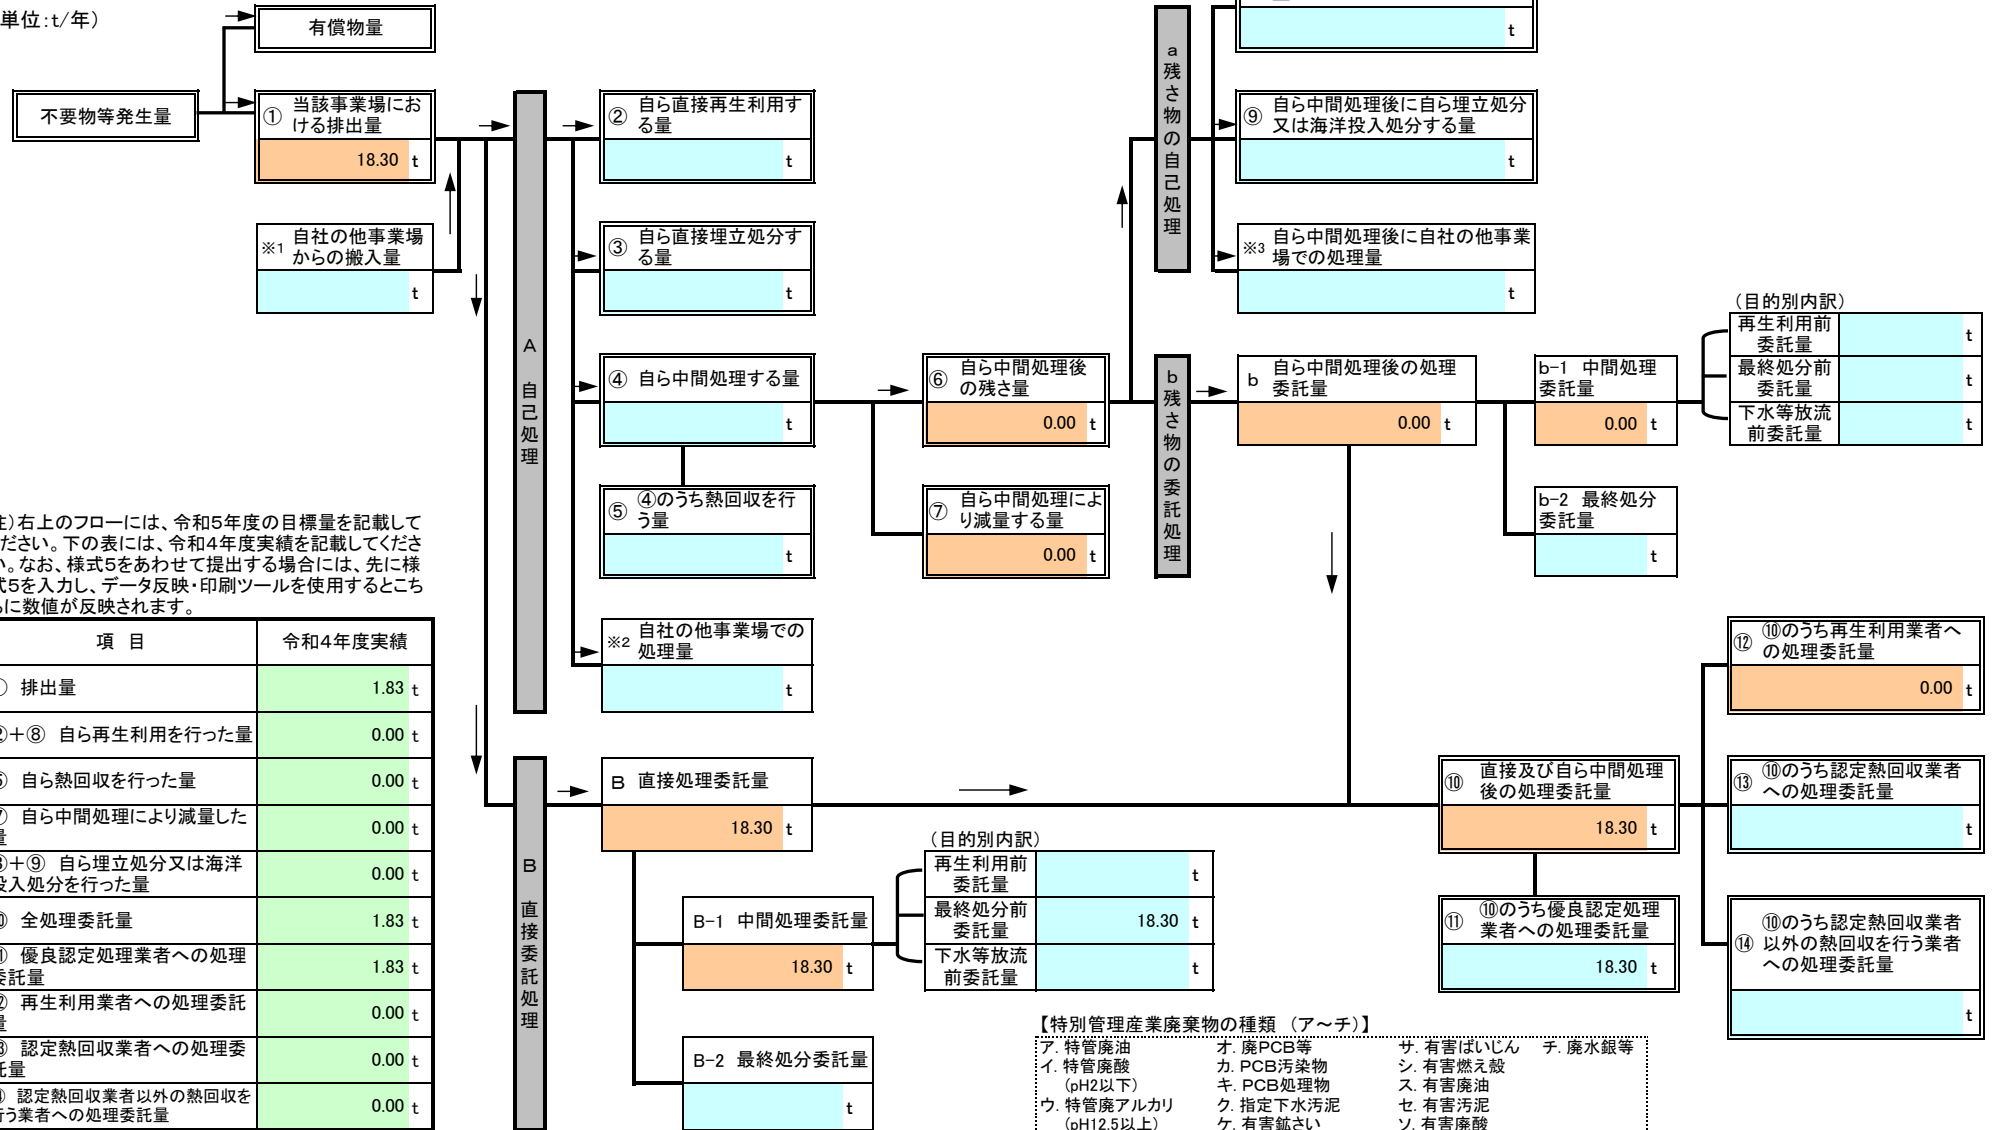 単位:t/年)
有償物量
t
不要物等発生量
① 当該事業場にお
ける排出量
18.30 t
※1 自社の他事業場
からの搬入量
t
A 自己処理
② 自ら直接再生利用す
る量
t
③ 自ら直接埋立処分す
る量
t
④ 自ら中間処理する量
t
⑤ ④のうち熱回収を行
う量
t
※2 自社の他事業場での
処理量
t
⑥ 自ら中間処理後
の残さ量
0.00 t
⑦ 自ら中間処理によ
り減量する量
0.00 t
a 残さ物の自己処理
⑨ 自ら中間処理後に自ら埋立処分
又は海洋投入処分する量
t
※3 自ら中間処理後に自社の他事業
場での処理量
t
b 残さ物の委託処理
b 自ら中間処理後の処理
委託量
0.00 t
b-1 中間処理
委託量
0.00 t
b-2 最終処分
委託量
t
(目的別内訳)
再生利用前
委託量
t
最終処分前
委託量
t
下水等放流
前委託量
t
)右上のフローには、令和5年度の目標量を記載して
ださい。下の表には、令和4年度実績を記載してくださ
。なお、様式5をあわせて提出する場合には、先に様
式5を入力し、データ反映・印刷ツールを使用するとこち
に数値が反映されます。
項 目 令和4年度実績
排出量 1.83 t
+⑧ 自ら再生利用を行った量 0.00 t
自ら熱回収を行った量 0.00 t
自ら中間処理により減量した
量 0.00 t
+⑨ 自ら埋立処分又は海洋
投入処分を行った量 0.00 t
全処理委託量 1.83 t
優良認定処理業者への処理
委託量 1.83 t
再生利用業者への処理委託
量 0.00 t
認定熱回収業者への処理委
託量 0.00 t
認定熱回収業者以外の熱回収を
行う業者への処理委託量 0.00 t
B 直接委託処理
B 直接処理委託量
18.30 t
B-1 中間処理委託量
18.30 t
B-2 最終処分委託量
t
(目的別内訳)
再生利用前
委託量
t
最終処分前
委託量
18.30 t
下水等放流
前委託量
t
⑩ 直接及び自ら中間処理
後の処理委託量
18.30 t
⑪ ⑩のうち優良認定処理
業者への処理委託量
18.30 t
⑫ ⑩のうち再生利用業者へ
の処理委託量
0.00 t
⑬ ⑩のうち認定熱回収業者
への処理委託量
t
⑭ ⑩のうち認定熱回収業者
以外の熱回収を行う業者
への処理委託量
t
【特別管理産業廃棄物の種類 (ア～チ)】
ア. 特管廃油 オ. 廃PCB等 サ. 有害ばいじん チ. 廃水銀等
イ. 特管廃酸 カ. PCB汚染物 シ. 有害燃え殻
(pH2以下) キ. PCB処理物 ス. 有害廃油
ウ. 特管廃アルカリ ク. 指定下水汚泥 セ. 有害汚泥
(pH12.5以上) ケ. 有害鉱さい ソ. 有害廃酸